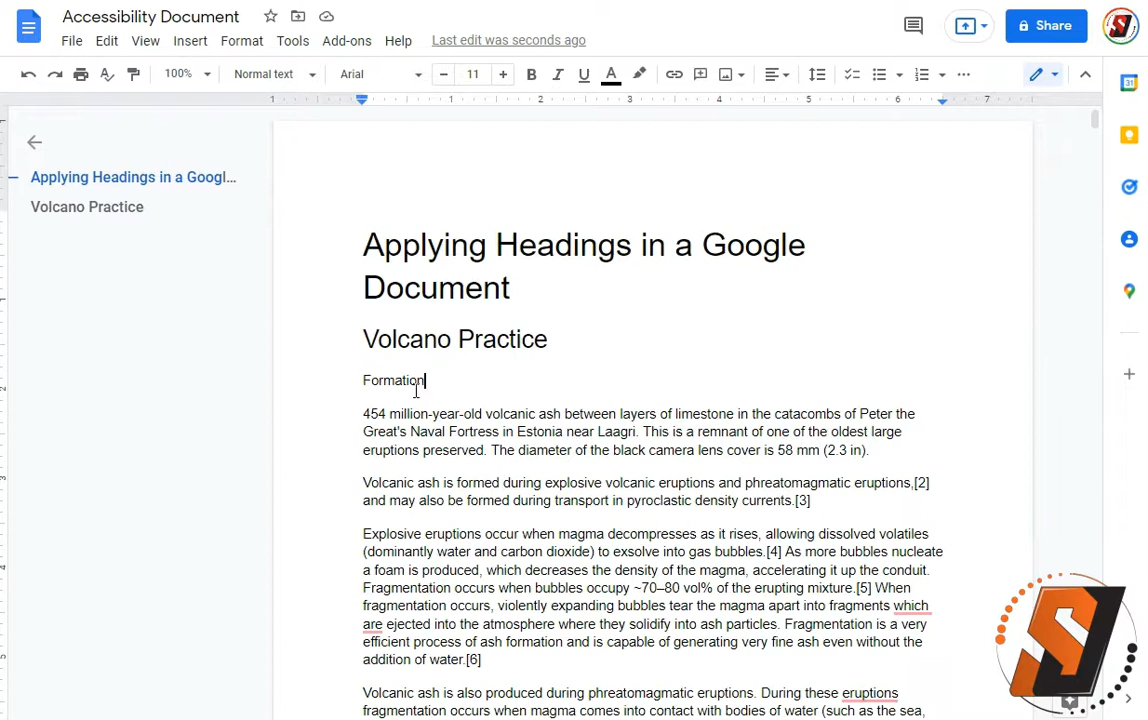 Accessibility Document
File Edit View Insert Format Tools Add-ons Help Last edit was seconds ago
Share
100% Normal text Arial 11 B I U A
1 1 2 3 4 5 6 7
Applying Headings in a Googl...
Volcano Practice
Applying Headings in a Google
Document
Volcano Practice
Formation
454 million-year-old volcanic ash between layers of limestone in the catacombs of Peter the
Great's Naval Fortress in Estonia near Laagri. This is a remnant of one of the oldest large
eruptions preserved. The diameter of the black camera lens cover is 58 mm (2.3 in).
Volcanic ash is formed during explosive volcanic eruptions and phreatomagmatic eruptions,[2]
and may also be formed during transport in pyroclastic density currents.[3]
Explosive eruptions occur when magma decompresses as it rises, allowing dissolved volatiles
(dominantly water and carbon dioxide) to exsolve into gas bubbles.[4] As more bubbles nucleate
a foam is produced, which decreases the density of the magma, accelerating it up the conduit.
Fragmentation occurs when bubbles occupy ~70–80 vol% of the erupting mixture.[5] When
fragmentation occurs, violently expanding bubbles tear the magma apart into fragments which
are ejected into the atmosphere where they solidify into ash particles. Fragmentation is a very
efficient process of ash formation and is capable of generating very fine ash even without the
addition of water.[6]
Volcanic ash is also produced during phreatomagmatic eruptions. During these eruptions
fragmentation occurs when magma comes into contact with bodies of water (such as the sea,